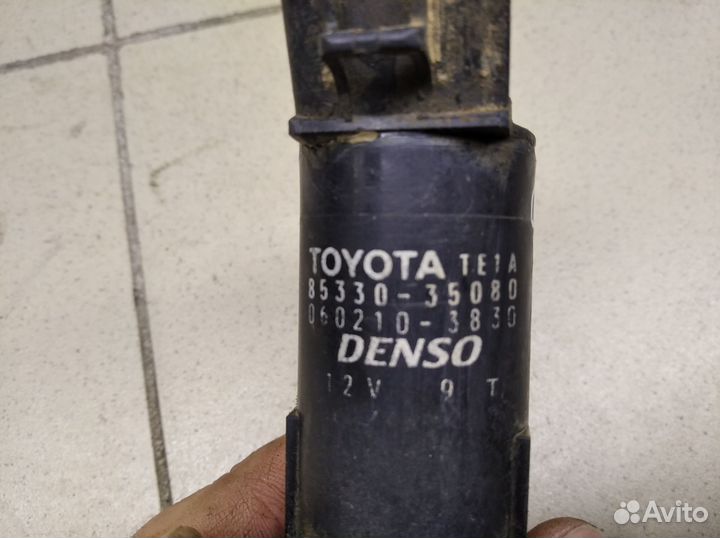 TOYOTA TE1A
85330-35080
060210-3830
DENSO
12V 9 T
Avito